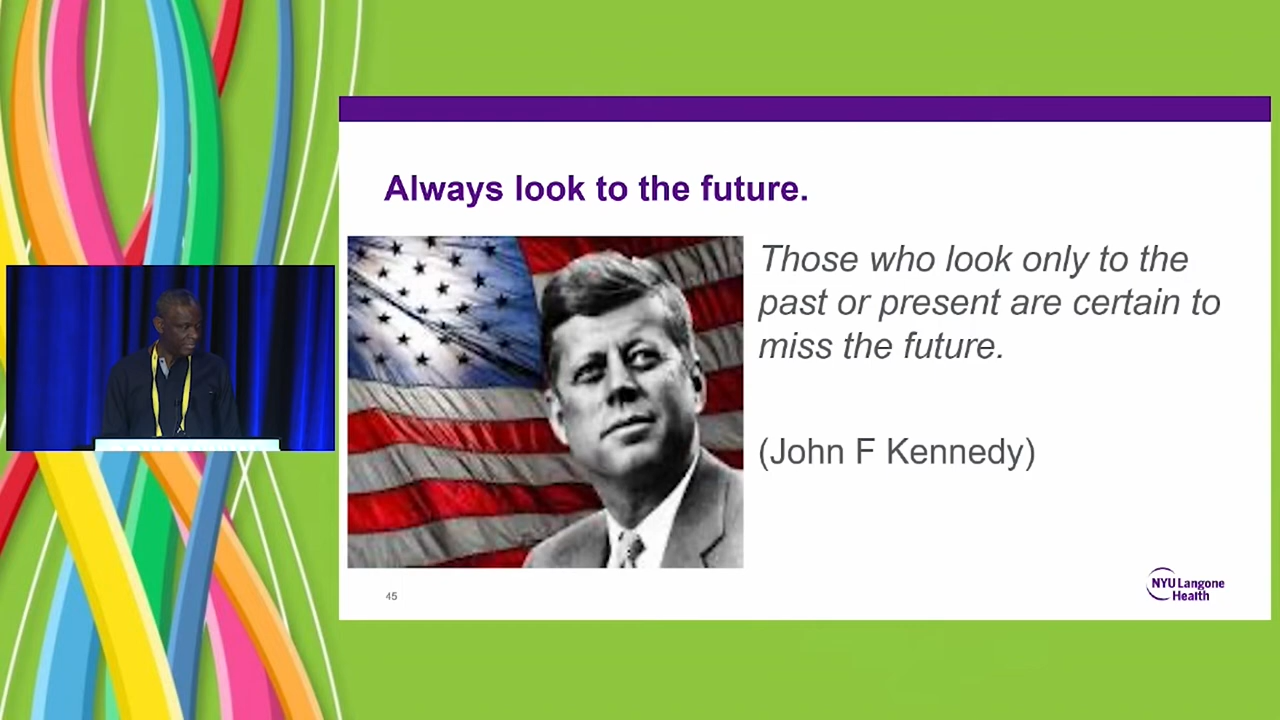 Always look to the future.
Those who look only to the
past or present are certain to
miss the future.
(John F Kennedy)
45
NYU Langone
Health